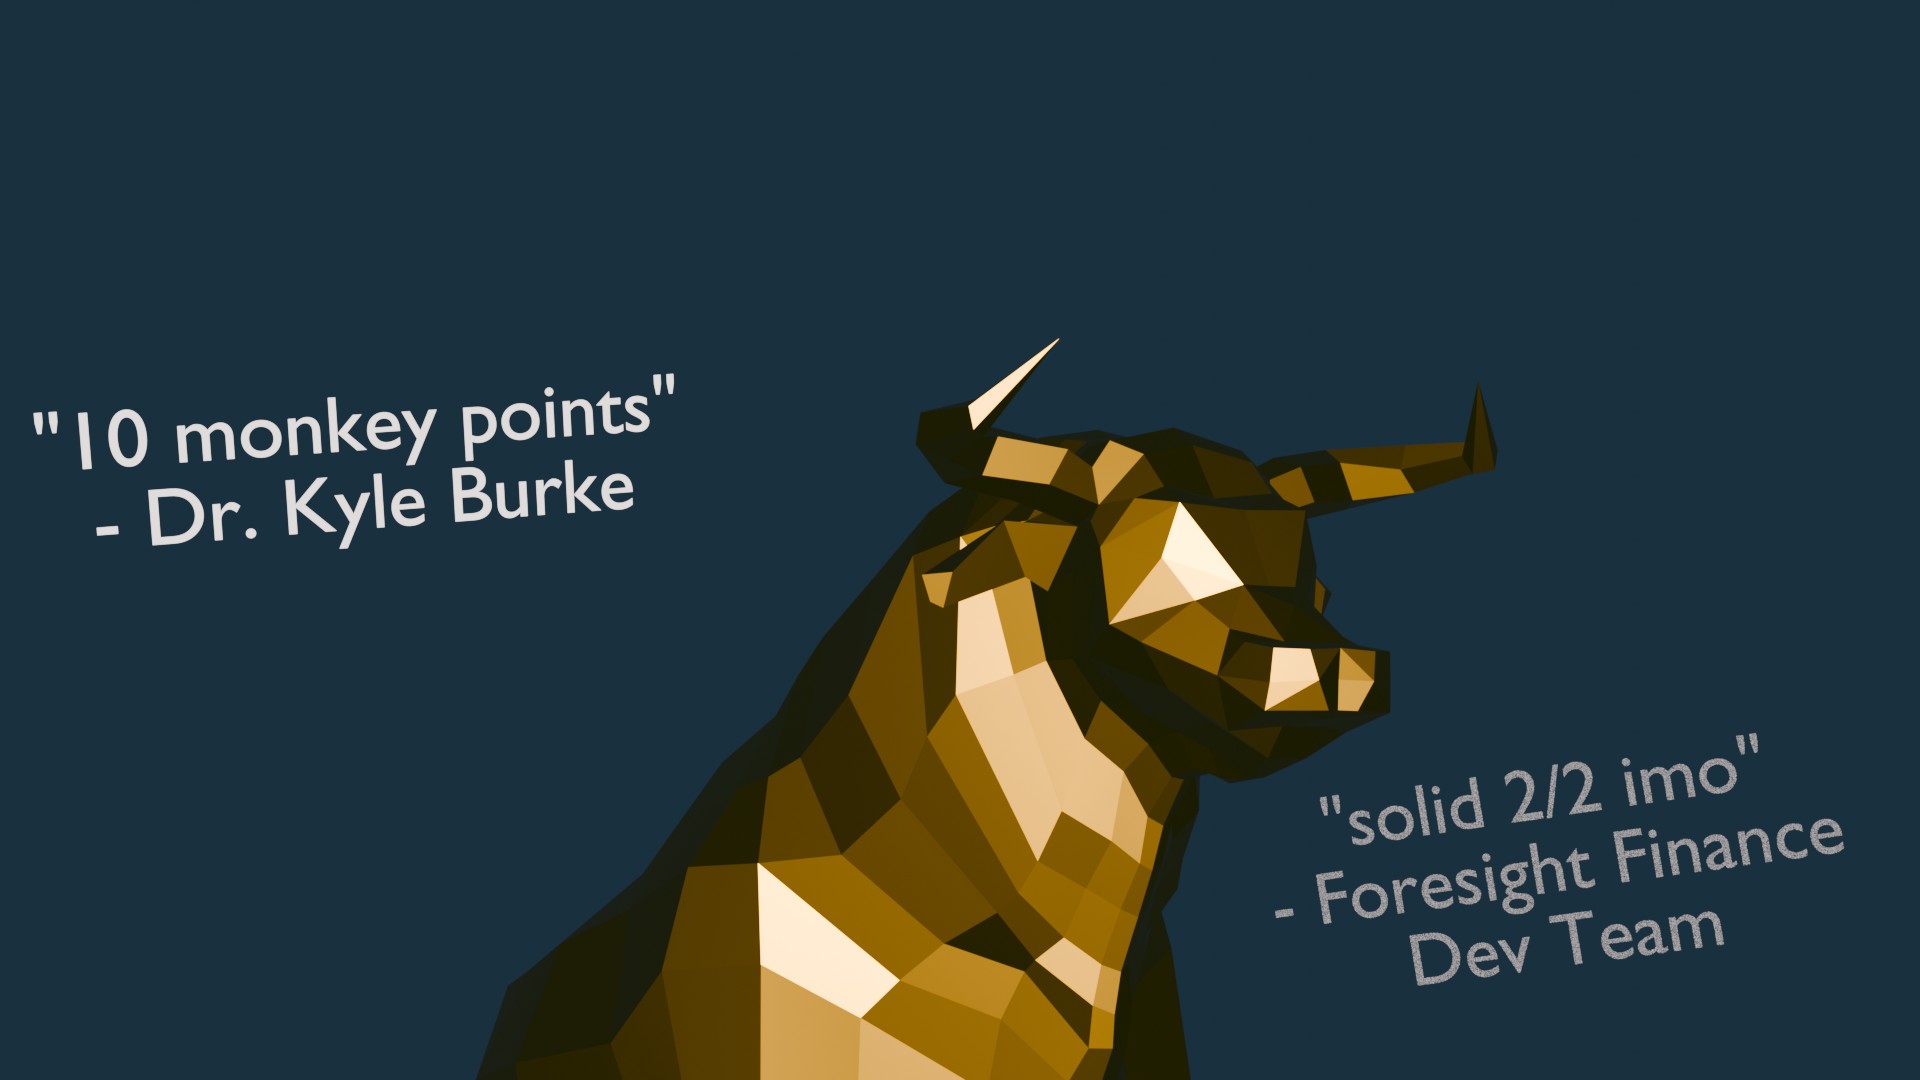 "10 monkey points"
- Dr. Kyle Burke
"solid 2/2 imo"
- Foresight Finance
Dev Team